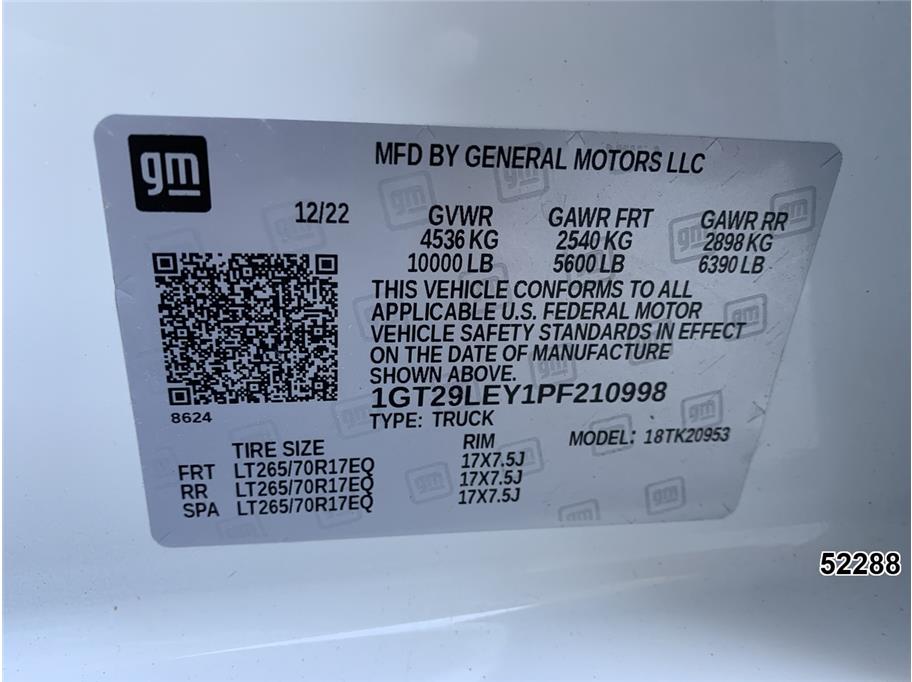 gm
MFD BY GENERAL MOTORS LLC
12/22 GVWR GAWR FRT GAWR RR
4536 KG 2540 KG 2898 KG
10000 LB 5600 LB 6390 LB
THIS VEHICLE CONFORMS TO ALL
APPLICABLE U.S. FEDERAL MOTOR
VEHICLE SAFETY STANDARDS IN EFFECT
ON THE DATE OF MANUFACTURE
SHOWN ABOVE.
1GT29LEY1PF210998
8624
TYPE: TRUCK
MODEL: 18TK20953
TIRE SIZE RIM
FRT LT265/70R17EQ 17X7.5J
RR LT265/70R17EQ 17X7.5J
SPA LT265/70R17EQ 17X7.5J
52288